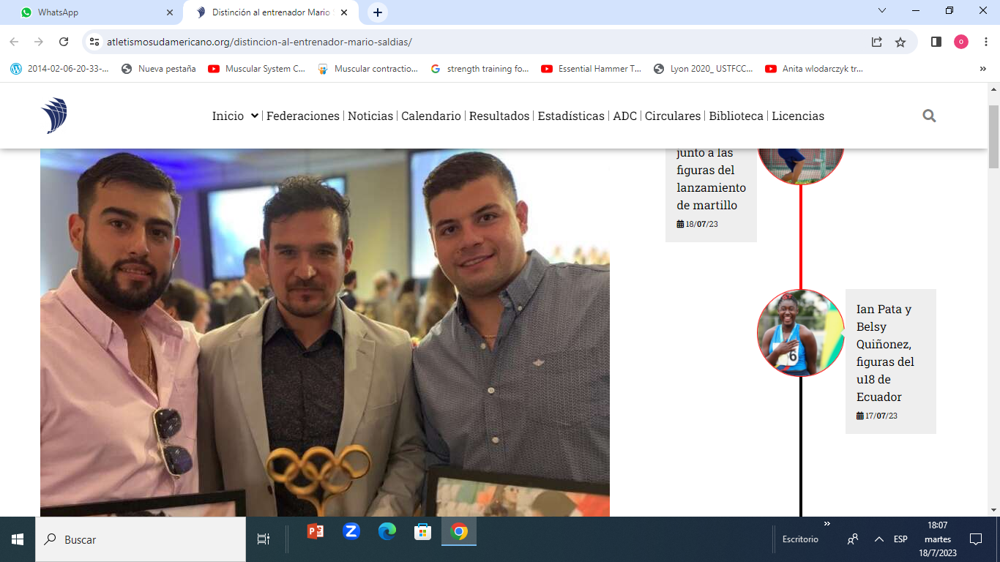 WhatsApp
Distinción al entrenador Mario S
atletismosudamericano.org/distincion-al-entrenador-mario-saldias/
O
2014-02-06-20-33-...
Nueva pestaña
Muscular System C...
Muscular contractio...
strength training fo...
Essential Hammer T...
Lyon 2020_ USTFCC...
Anita wlodarczyk tr...
Inicio
Federaciones
Noticias
Calendario
Resultados
Estadísticas
ADC
Circulares
Biblioteca
Licencias
junto a las
figuras del
lanzamiento
de martillo
18/07/23
6
Ian Pata y
Belsy
Quiñonez,
figuras del
u18 de
Ecuador
17/07/23
Buscar
Escritorio
ESP
18:07
martes
18/7/2023